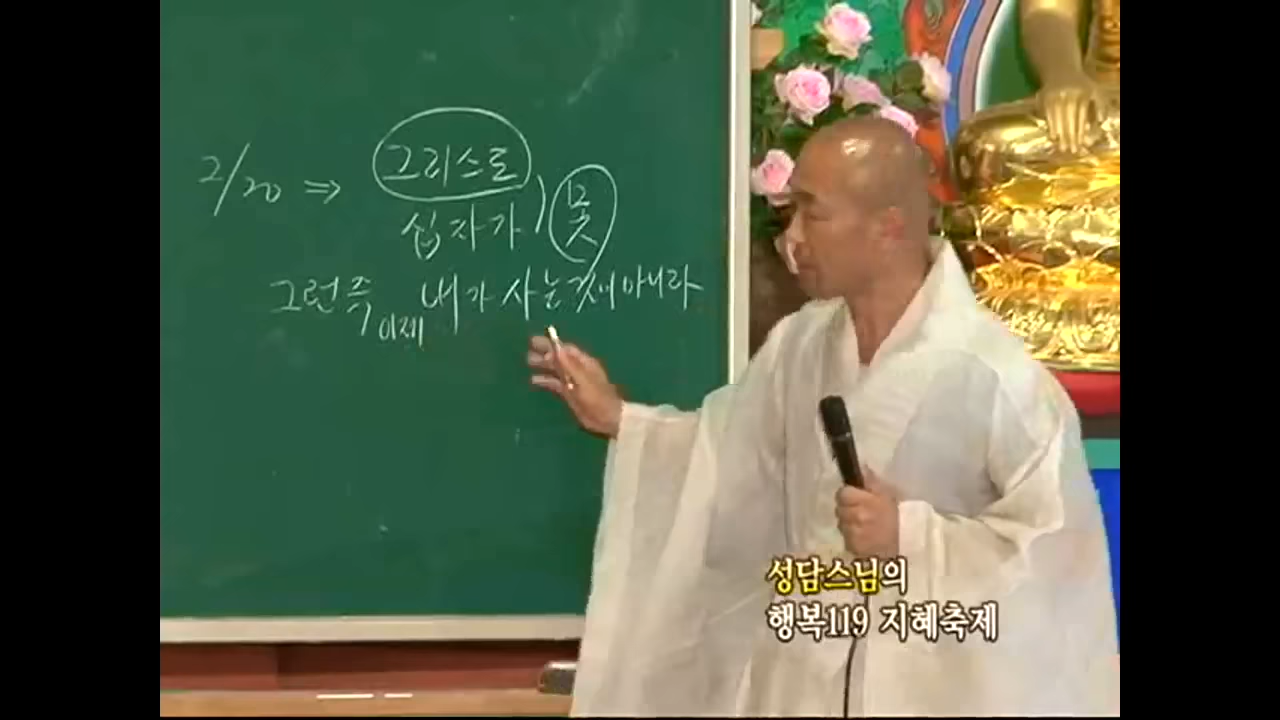 2/20 ⇒ 그리스도
십자가 ) 못
그런즉 이제 내가 사는것이아니라
성담스님의
행복119 지혜축제